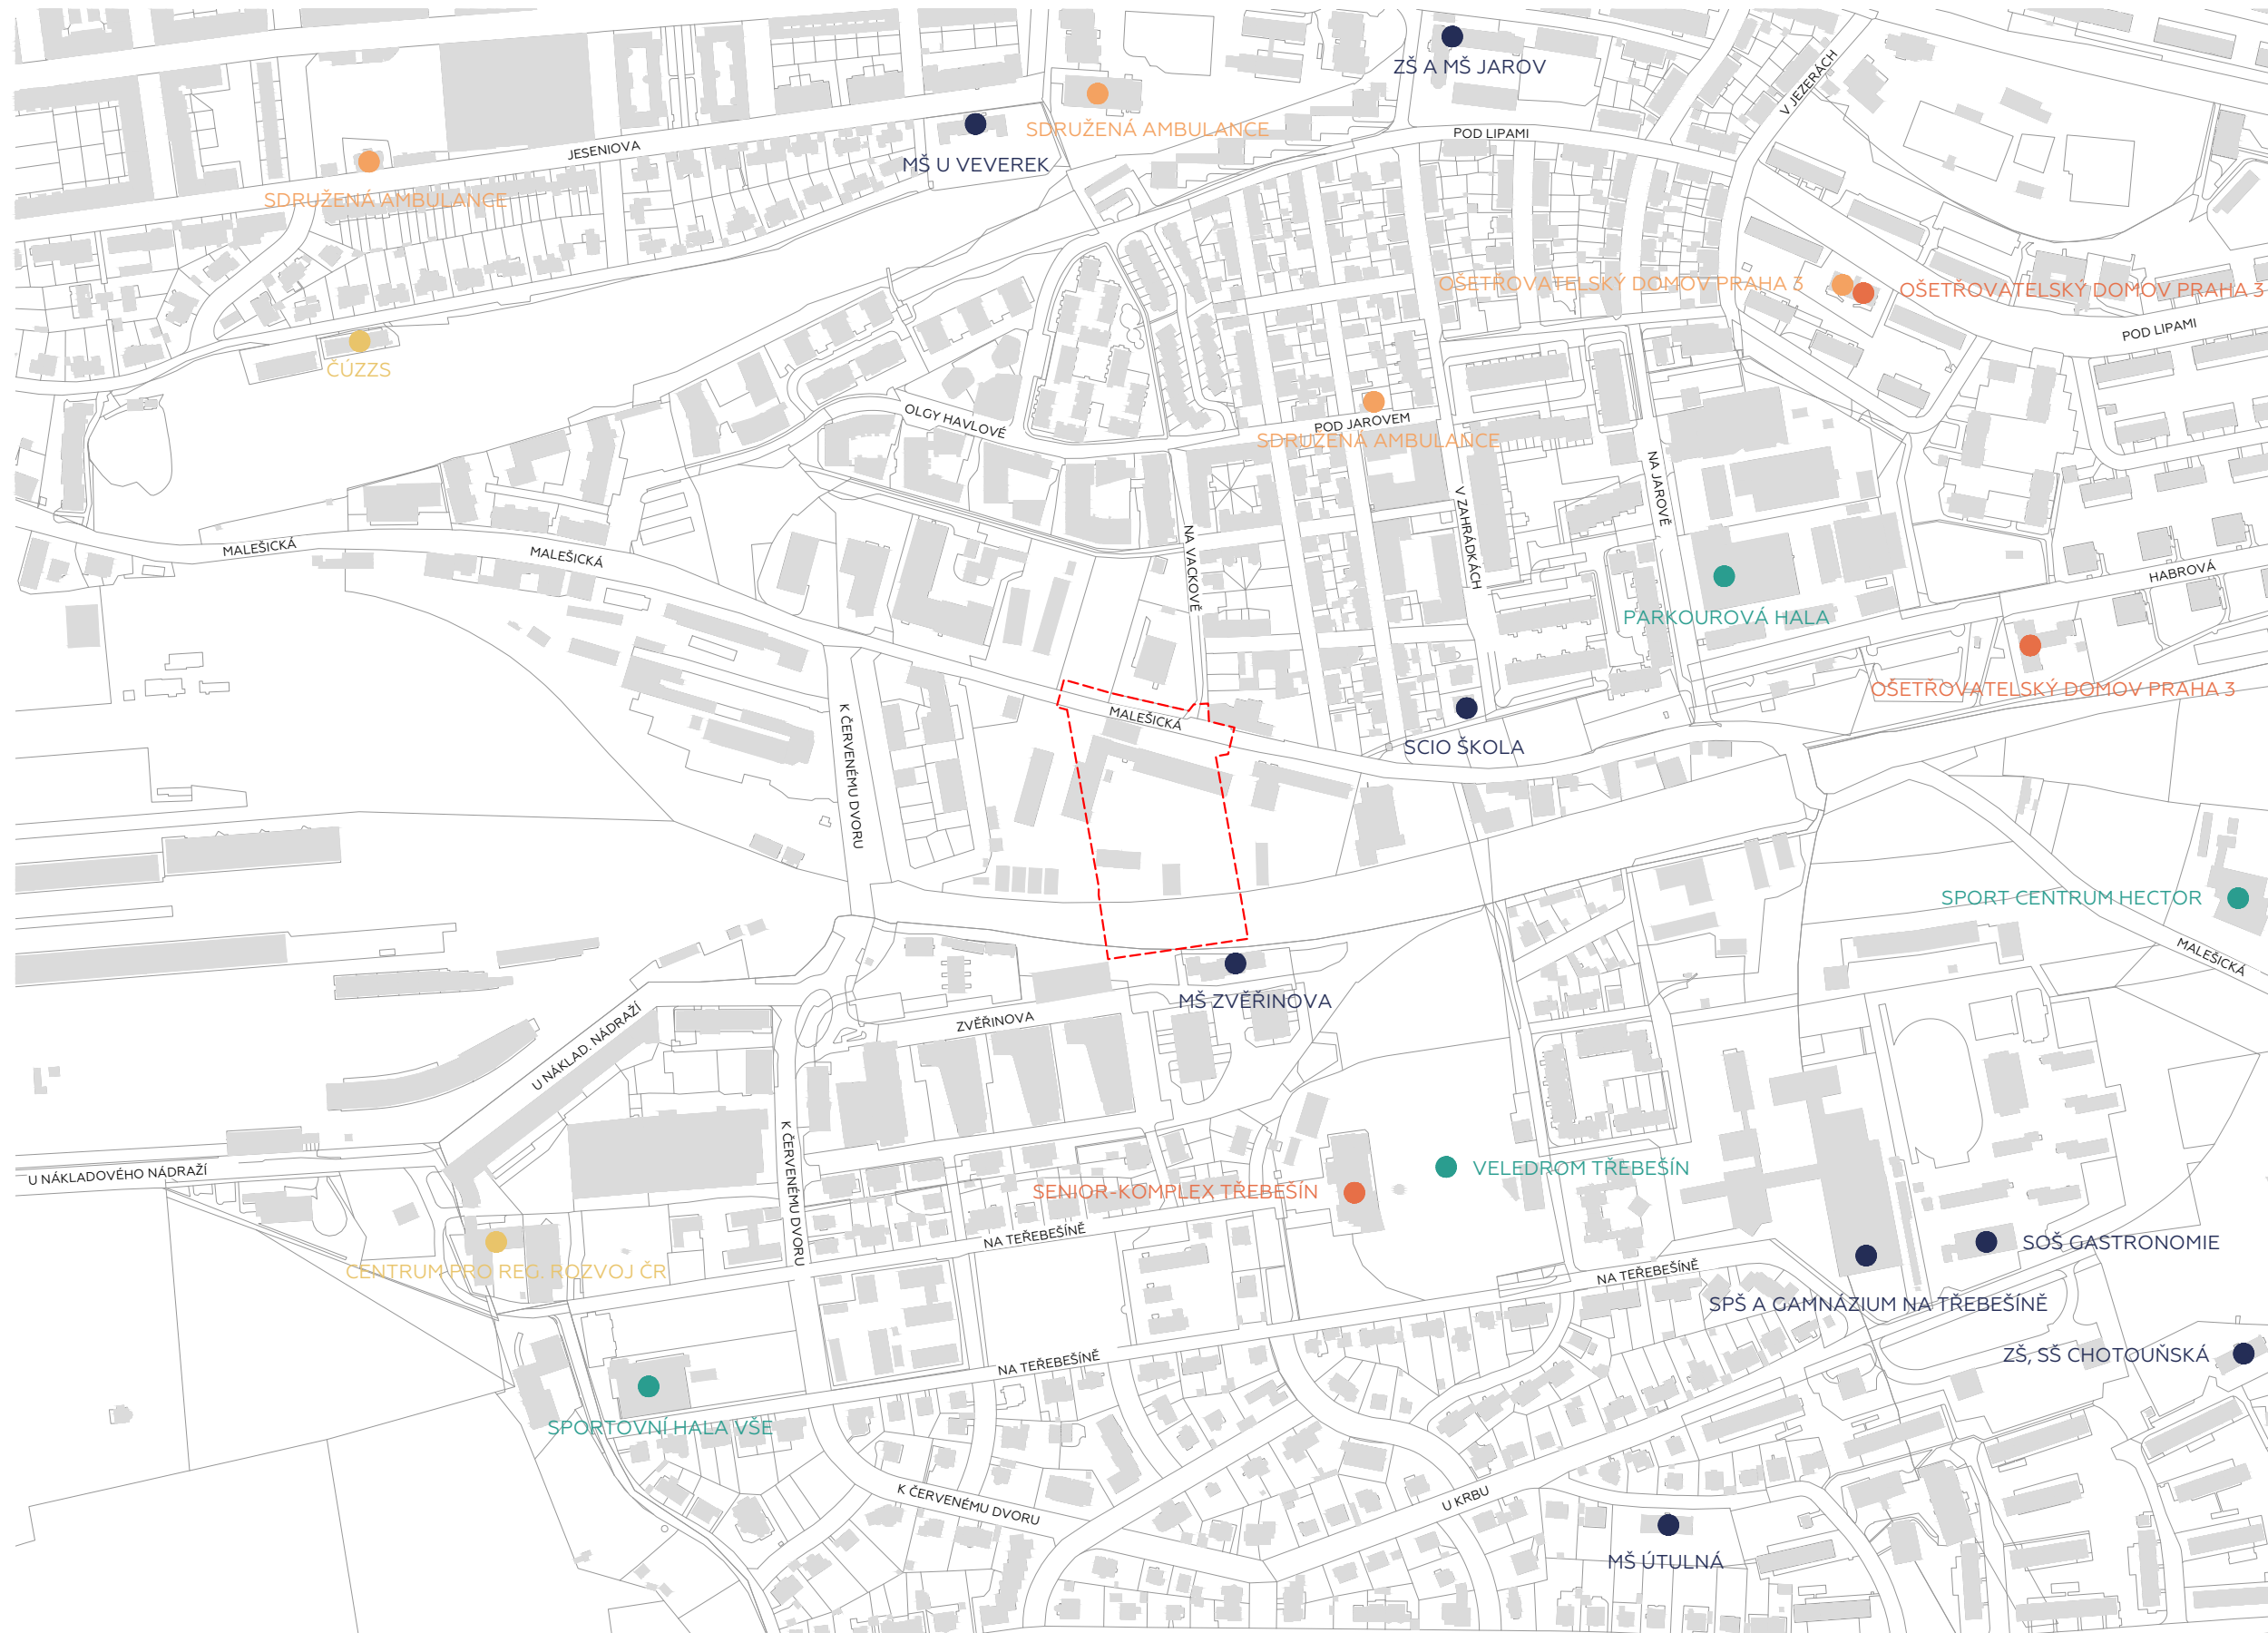 ZŠ A MŠ JAROV
V JEZERÁCH
SDRUŽENÁ AMBULANCE
POD LIPAMI
JESENIOVA
MŠ U VEVEREK
SDRUŽENÁ AMBULANCE
OŠETŘOVATELSKÝ DOMOV PRAHA 3
OŠETŘOVATELSKÝ DOMOV PRAHA 3
POD LIPAMI
ČÚZZS
OLGY HAVLOVÉ
POD JAROVEM
SDRUŽENÁ AMBULANCE
NA JAROVĚ
V ZAHRÁDKÁCH
NA VACKOVĚ
MALEŠICKÁ
MALEŠICKÁ
HABROVÁ
PARKOUROVÁ HALA
OŠETŘOVATELSKÝ DOMOV PRAHA 3
MALEŠICKÁ
SCIO ŠKOLA
K ČERVENÉMU DVORU
SPORT CENTRUM HECTOR
MALEŠICKÁ
MŠ ZVĚŘINOVA
ZVĚŘINOVA
U NÁKLAD. NÁDRAŽÍ
U NÁKLADOVÉHO NÁDRAŽÍ
K ČERVENÉMU DVORU
VELEDROM TŘEBEŠÍN
SENIOR-KOMPLEX TŘEBEŠÍN
NA TEŘEBEŠÍNĚ
SOŠ GASTRONOMIE
CENTRUM PRO REG. ROZVOJ ČR
NA TEŘEBEŠÍNĚ
SPŠ A GAMNÁZIUM NA TŘEBEŠÍNĚ
ZŠ, SŠ CHOTOUŇSKÁ
NA TEŘEBEŠÍNĚ
SPORTOVNÍ HALA VŠE
K ČERVENÉMU DVORU
U KRBU
MŠ ÚTULNÁ